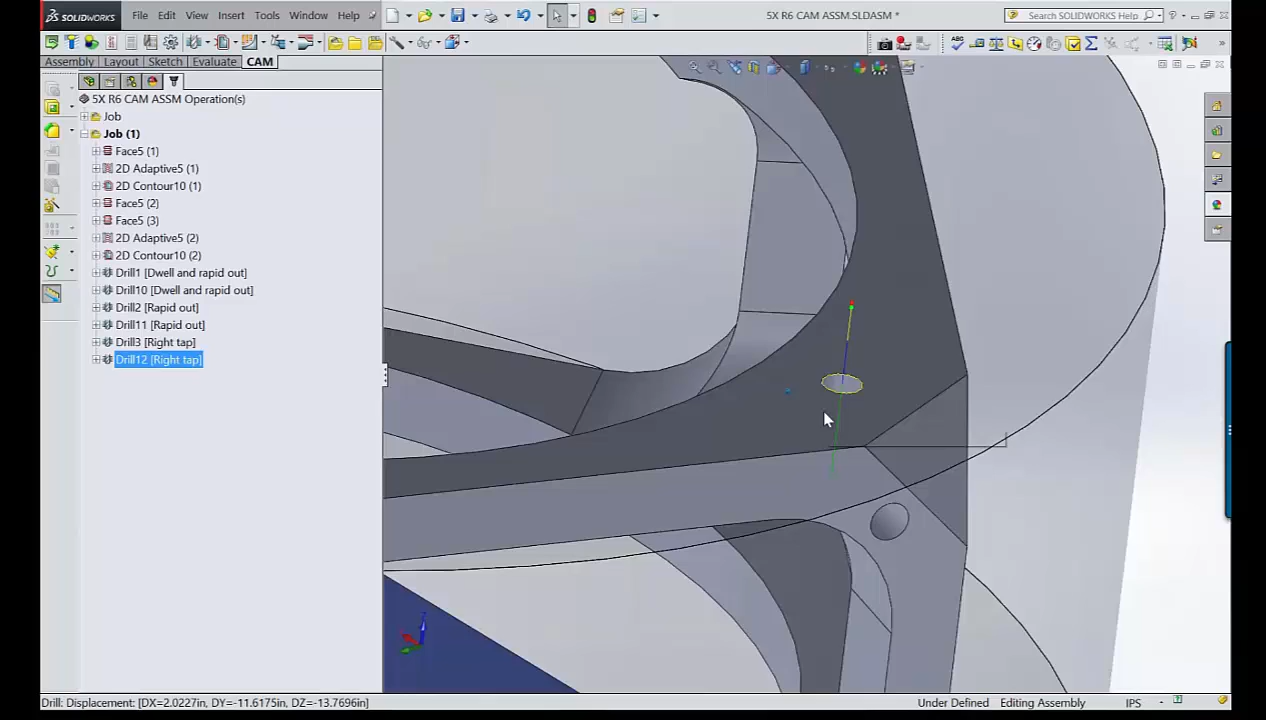 SOLIDWORKS File Edit View Insert Tools Window Help 5X R6 CAM ASSM.SLDASM * Search SOLIDWORKS Help
Assembly Layout Sketch Evaluate CAM
5X R6 CAM ASSM Operation(s)
Job
Job (1)
Face5 (1)
2D Adaptive5 (1)
2D Contour10 (1)
Face5 (2)
Face5 (3)
2D Adaptive5 (2)
2D Contour10 (2)
Drill1 [Dwell and rapid out]
Drill10 [Dwell and rapid out]
Drill2 [Rapid out]
Drill11 [Rapid out]
Drill3 [Right tap]
Drill12 [Right tap]
Drill: Displacement: [DX=2.0227in, DY=-11.6175in, DZ=-13.7696in] Under Defined Editing Assembly IPS -